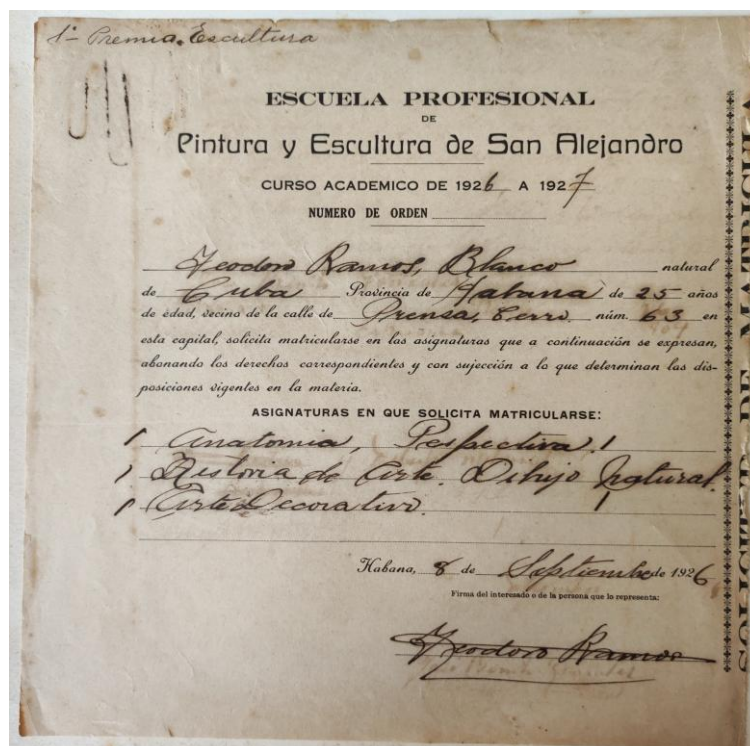 1º Premio. Escultura
ESCUELA PROFESIONAL
DE
Pintura y Escultura de San Alejandro
CURSO ACADEMICO DE 1926 A 1927
NUMERO DE ORDEN
Teodoro Ramos, Blanco natural
de Cuba Provincia de Habana de 25 años
de edad, vecino de la calle de Prensa, Cerro. núm. 63 en
esta capital, solicita matricularse en las asignaturas que a continuación se expresan,
abonando los derechos correspondientes y con sujección a lo que determinan las dis-
posiciones vigentes en la materia.
ASIGNATURAS EN QUE SOLICITA MATRICULARSE:
1 Anatomia, Perspectiva. 1
1 Historia de Arte. Dibujo Natural.
1 Arte Decorativo. 1
Habana, 8 de Septiembre de 1926
Firma del interesado o de la persona que lo representa:
Teodoro Ramos
SOLICITUD DE MATRICULA